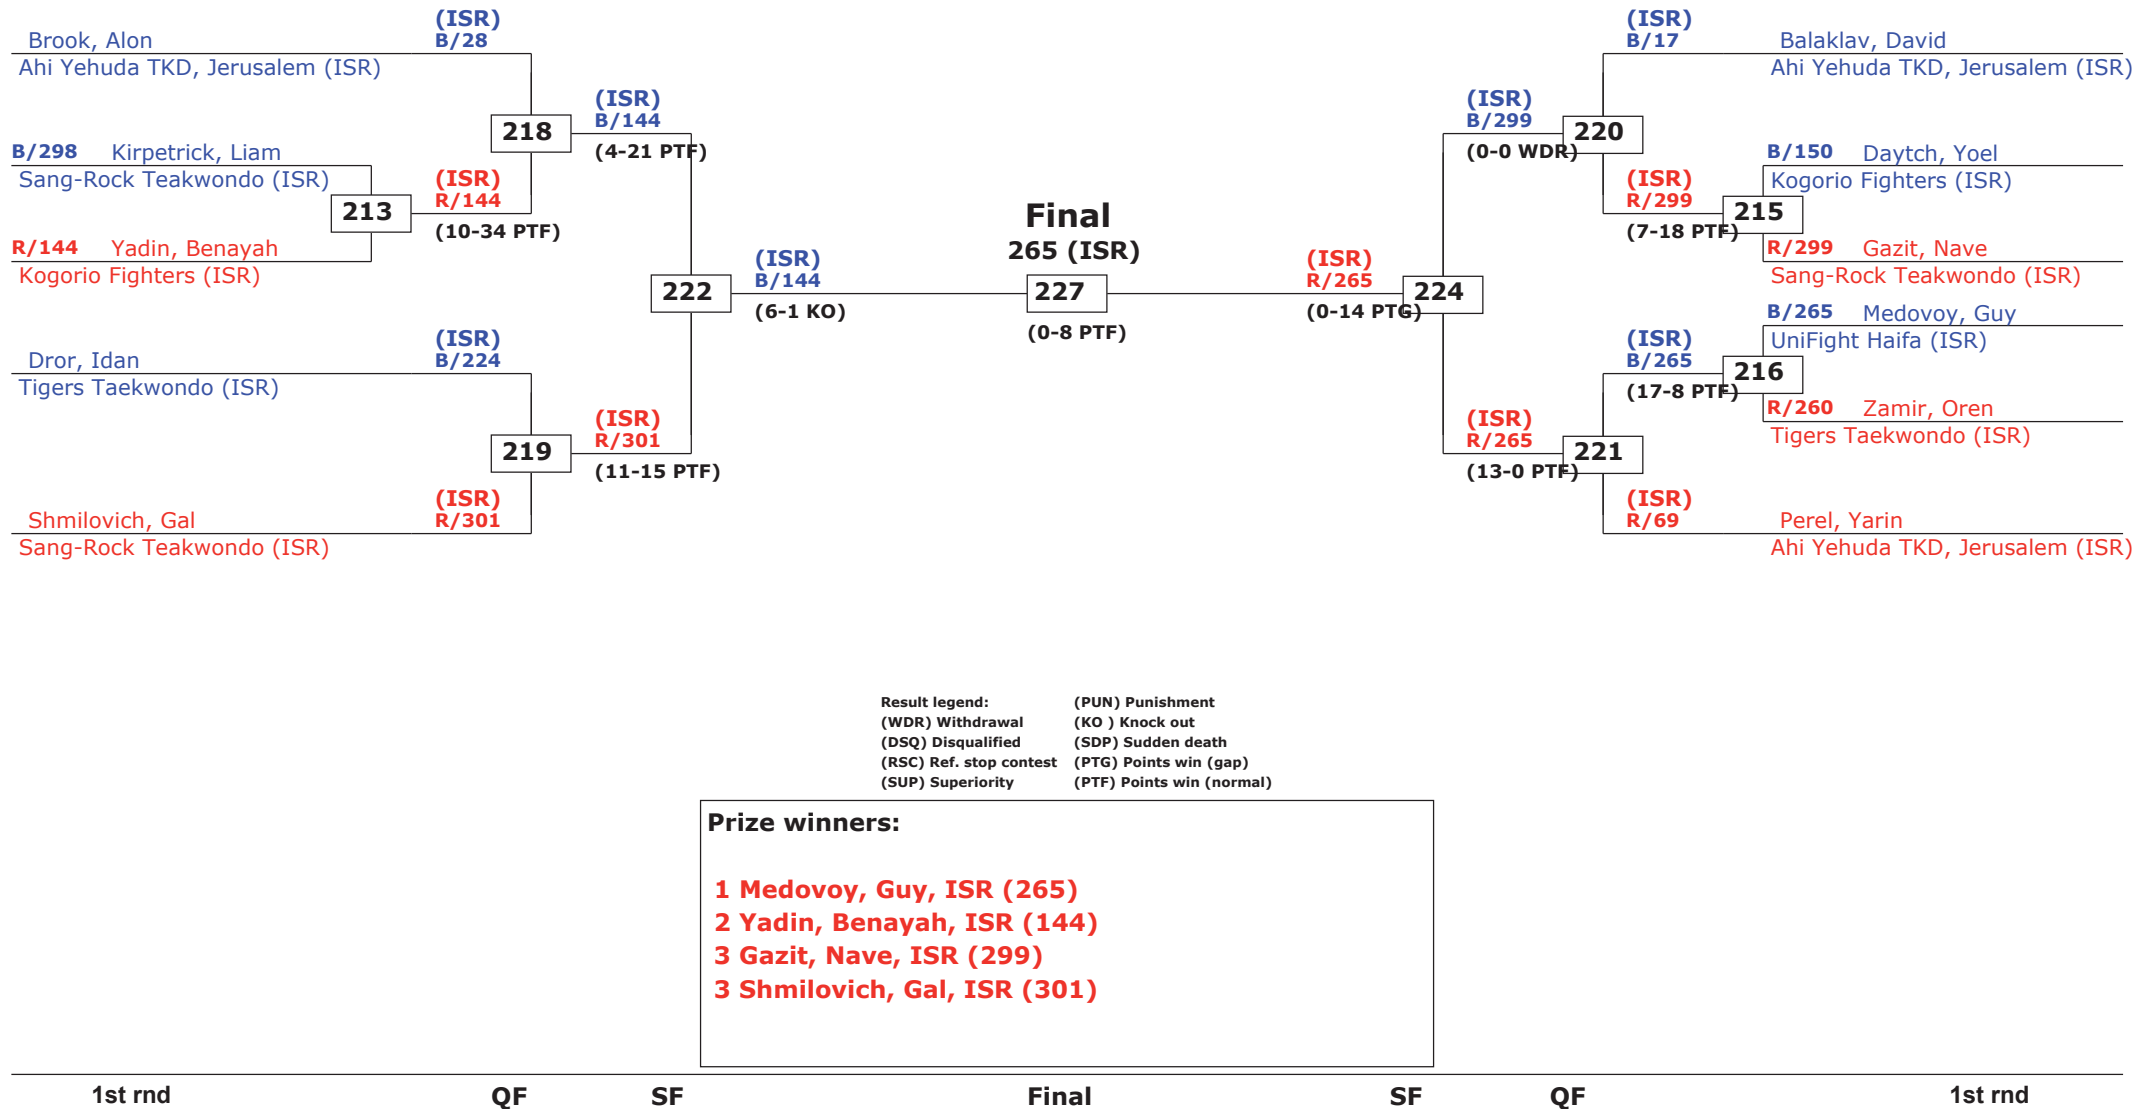 (ISR)
B/28
Brook, Alon
Ahi Yehuda TKD, Jerusalem (ISR)
218
(ISR)
B/144
(4-21 PTF)
B/298 Kirpetrick, Liam
Sang-Rock Teakwondo (ISR)
213
(ISR)
R/144
(10-34 PTF)
R/144 Yadin, Benayah
Kogorio Fighters (ISR)
222
(ISR)
B/144
(6-1 KO)
Dror, Idan
Tigers Taekwondo (ISR)
(ISR)
B/224
219
(ISR)
R/301
(11-15 PTF)
Shmilovich, Gal
Sang-Rock Teakwondo (ISR)
(ISR)
R/301
Final
265 (ISR)
227
(0-8 PTF)
(ISR)
R/265
(0-14 PTG)
224
(ISR)
B/299
(0-0 WDR)
220
(ISR)
B/17
Balaklav, David
Ahi Yehuda TKD, Jerusalem (ISR)
(ISR)
R/299
(7-18 PTF)
215
B/150 Daytch, Yoel
Kogorio Fighters (ISR)
R/299 Gazit, Nave
Sang-Rock Teakwondo (ISR)
(ISR)
R/265
(13-0 PTF)
221
(ISR)
B/265
(17-8 PTF)
216
B/265 Medovoy, Guy
UniFight Haifa (ISR)
R/260 Zamir, Oren
Tigers Taekwondo (ISR)
(ISR)
R/69
Perel, Yarin
Ahi Yehuda TKD, Jerusalem (ISR)
Result legend: (PUN) Punishment
(WDR) Withdrawal (KO ) Knock out
(DSQ) Disqualified (SDP) Sudden death
(RSC) Ref. stop contest (PTG) Points win (gap)
(SUP) Superiority (PTF) Points win (normal)
Prize winners:
1 Medovoy, Guy, ISR (265)
2 Yadin, Benayah, ISR (144)
3 Gazit, Nave, ISR (299)
3 Shmilovich, Gal, ISR (301)
1st rnd QF SF Final SF QF 1st rnd